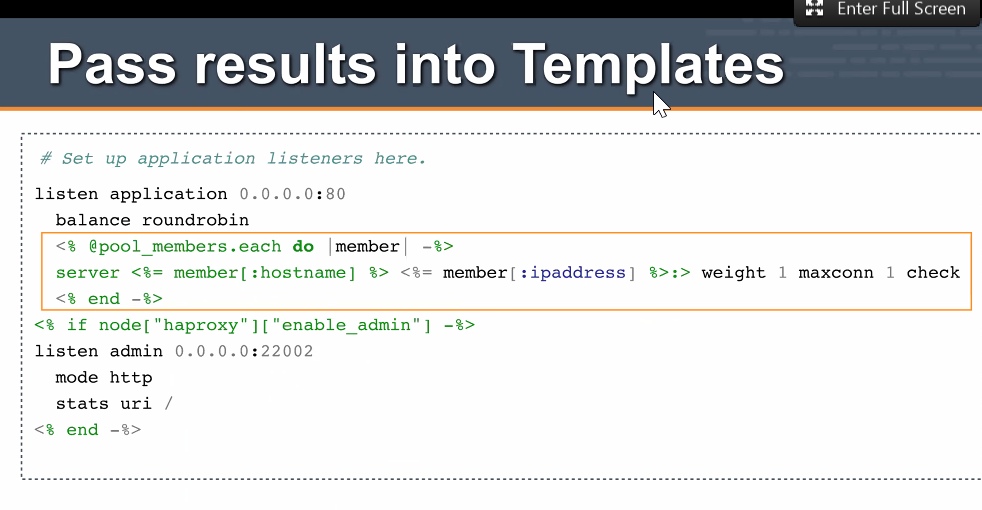 Enter Full Screen
Pass results into Templates
# Set up application listeners here.
listen application 0.0.0.0:80
  balance roundrobin
  <% @pool_members.each do |member| -%>
  server <%= member[:hostname] %> <%= member[:ipaddress] %>:> weight 1 maxconn 1 check
  <% end -%>
<% if node["haproxy"]["enable_admin"] -%>
listen admin 0.0.0.0:22002
  mode http
  stats uri /
<% end -%>